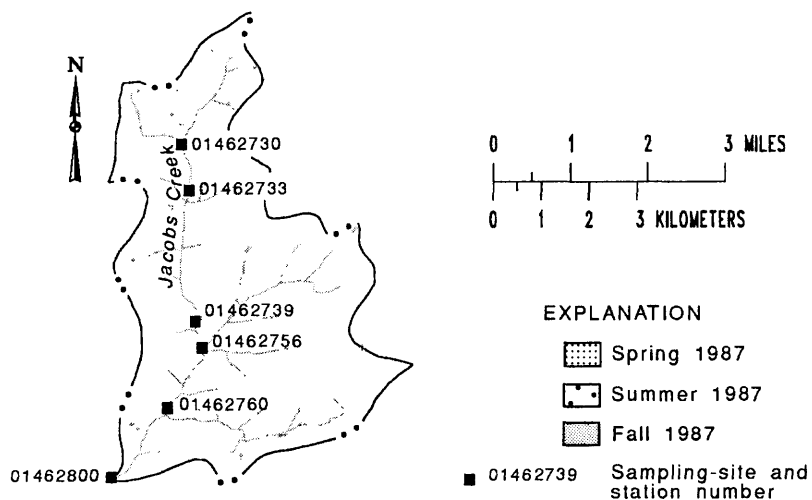 N
Jacobs Creek
01462730
01462733
01462739
01462756
01462760
01462800
0 1 2 3 MILES
0 1 2 3 KILOMETERS
EXPLANATION
Spring 1987
Summer 1987
Fall 1987
01462739 Sampling-site and
station number